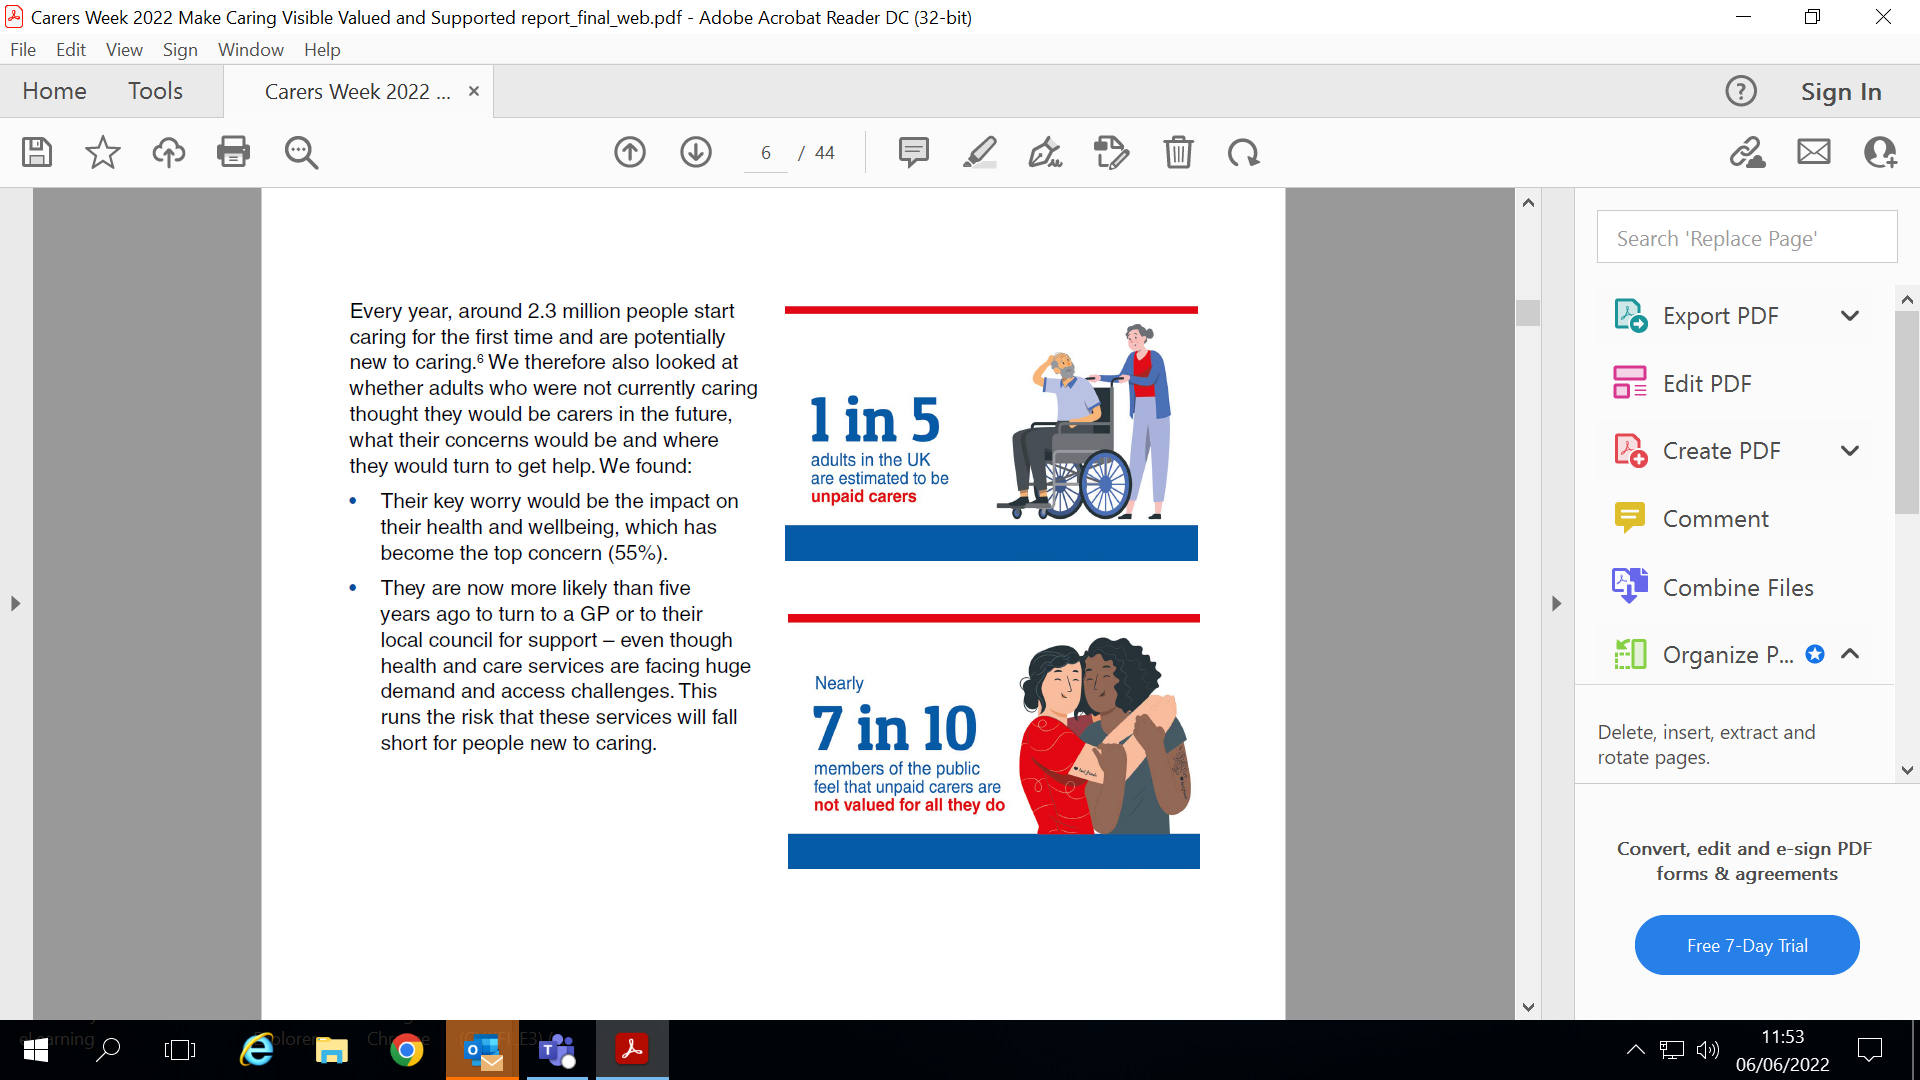 Carers Week 2022 Make Caring Visible Valued and Supported report_final_web.pdf - Adobe Acrobat Reader DC (32-bit)
File Edit View Sign Window Help
Home Tools Carers Week 2022 ... Sign In
6 / 44
Every year, around 2.3 million people start
caring for the first time and are potentially
new to caring.⁶ We therefore also looked at
whether adults who were not currently caring
thought they would be carers in the future,
what their concerns would be and where
they would turn to get help. We found:
• Their key worry would be the impact on
their health and wellbeing, which has
become the top concern (55%).
• They are now more likely than five
years ago to turn to a GP or to their
local council for support – even though
health and care services are facing huge
demand and access challenges. This
runs the risk that these services will fall
short for people new to caring.
1 in 5
adults in the UK
are estimated to be
unpaid carers
Nearly
7 in 10
members of the public
feel that unpaid carers are
not valued for all they do
Search 'Replace Page'
Export PDF
Edit PDF
Create PDF
Comment
Combine Files
Organize P...
Delete, insert, extract and
rotate pages.
Convert, edit and e-sign PDF
forms & agreements
Free 7-Day Trial
11:53
06/06/2022